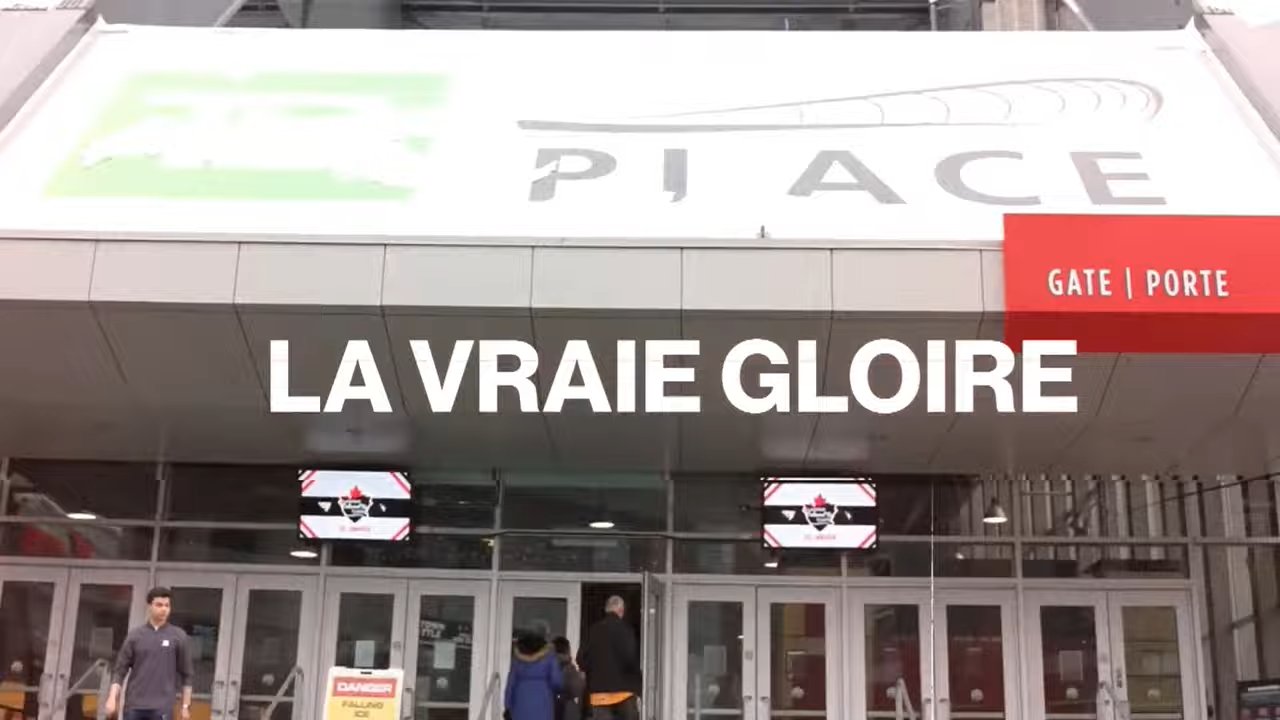 PLACE
GATE | PORTE
LA VRAIE GLOIRE
DANGER
FALLING
ICE